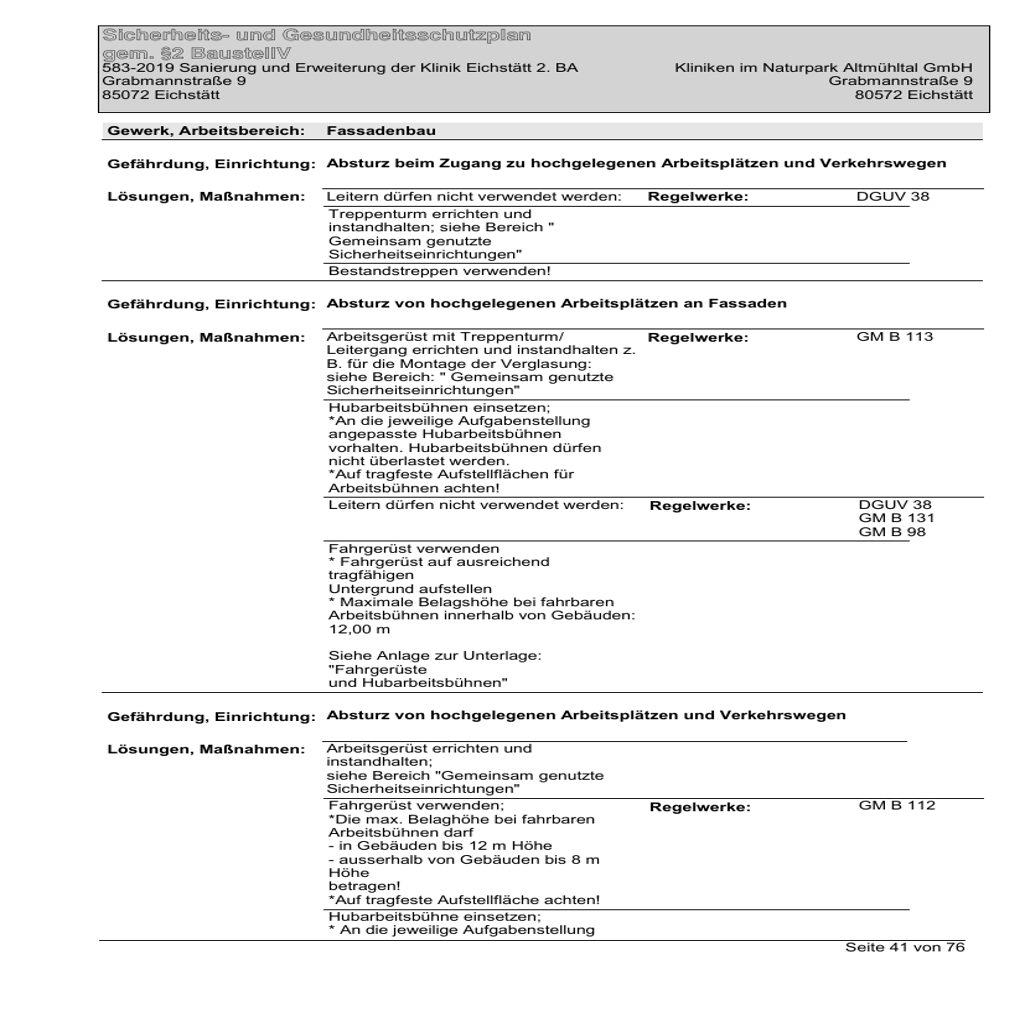 Sicherheits- und Gesundheitsschutzplan
gem. §2 BaustellV
583-2019 Sanierung und Erweiterung der Klinik Eichstätt 2. BA
Grabmannstraße 9
85072 Eichstätt
Kliniken im Naturpark Altmühltal GmbH
Grabmannstraße 9
80572 Eichstätt
Gewerk, Arbeitsbereich: Fassadenbau
Gefährdung, Einrichtung: Absturz beim Zugang zu hochgelegenen Arbeitsplätzen und Verkehrswegen
Lösungen, Maßnahmen: Leitern dürfen nicht verwendet werden: Regelwerke: DGUV 38
Treppenturm errichten und
instandhalten; siehe Bereich "
Gemeinsam genutzte
Sicherheitseinrichtungen"
Bestandstreppen verwenden!
Gefährdung, Einrichtung: Absturz von hochgelegenen Arbeitsplätzen an Fassaden
Lösungen, Maßnahmen: Arbeitsgerüst mit Treppenturm/ Regelwerke: GM B 113
Leitergang errichten und instandhalten z.
B. für die Montage der Verglasung:
siehe Bereich: " Gemeinsam genutzte
Sicherheitseinrichtungen"
Hubarbeitsbühnen einsetzen;
*An die jeweilige Aufgabenstellung
angepasste Hubarbeitsbühnen
vorhalten. Hubarbeitsbühnen dürfen
nicht überlastet werden.
*Auf tragfeste Aufstellflächen für
Arbeitsbühnen achten!
Leitern dürfen nicht verwendet werden: Regelwerke: DGUV 38
GM B 131
GM B 98
Fahrgerüst verwenden
* Fahrgerüst auf ausreichend
tragfähigen
Untergrund aufstellen
* Maximale Belagshöhe bei fahrbaren
Arbeitsbühnen innerhalb von Gebäuden:
12,00 m
Siehe Anlage zur Unterlage:
"Fahrgerüste
und Hubarbeitsbühnen"
Gefährdung, Einrichtung: Absturz von hochgelegenen Arbeitsplätzen und Verkehrswegen
Lösungen, Maßnahmen: Arbeitsgerüst errichten und
instandhalten;
siehe Bereich "Gemeinsam genutzte
Sicherheitseinrichtungen"
Fahrgerüst verwenden; Regelwerke: GM B 112
*Die max. Belaghöhe bei fahrbaren
Arbeitsbühnen darf
- in Gebäuden bis 12 m Höhe
- ausserhalb von Gebäuden bis 8 m
Höhe
betragen!
*Auf tragfeste Aufstellfläche achten!
Hubarbeitsbühne einsetzen;
* An die jeweilige Aufgabenstellung
Seite 41 von 76